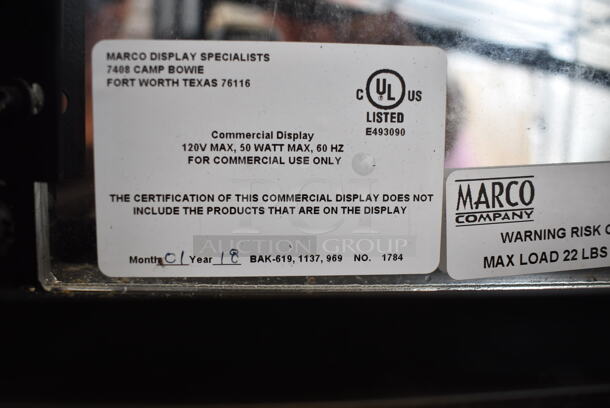 MARCO DISPLAY SPECIALISTS
7408 CAMP BOWIE
FORT WORTH TEXAS 76116
C UL US
LISTED
E493090
Commercial Display
120V MAX, 50 WATT MAX, 60 HZ
FOR COMMERCIAL USE ONLY
THE CERTIFICATION OF THIS COMMERCIAL DISPLAY DOES NOT
INCLUDE THE PRODUCTS THAT ARE ON THE DISPLAY
PCI
AUCTION GROUP
Month 01 Year 18 BAK-619, 1137, 969 NO. 1784
MARCO
COMPANY
WARNING RISK O
MAX LOAD 22 LBS